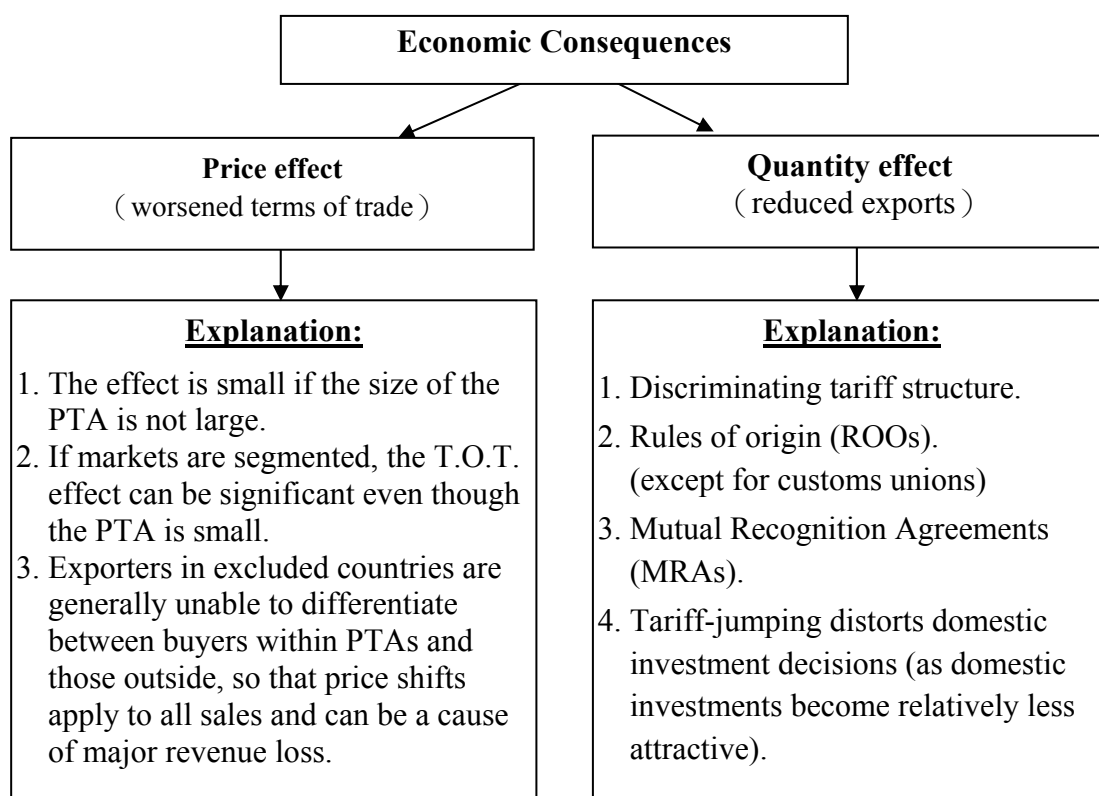 Economic Consequences
Price effect
（worsened terms of trade）
Quantity effect
（reduced exports）
Explanation:
1. The effect is small if the size of the
PTA is not large.
2. If markets are segmented, the T.O.T.
effect can be significant even though
the PTA is small.
3. Exporters in excluded countries are
generally unable to differentiate
between buyers within PTAs and
those outside, so that price shifts
apply to all sales and can be a cause
of major revenue loss.
Explanation:
1. Discriminating tariff structure.
2. Rules of origin (ROOs).
(except for customs unions)
3. Mutual Recognition Agreements
(MRAs).
4. Tariff-jumping distorts domestic
investment decisions (as domestic
investments become relatively less
attractive).